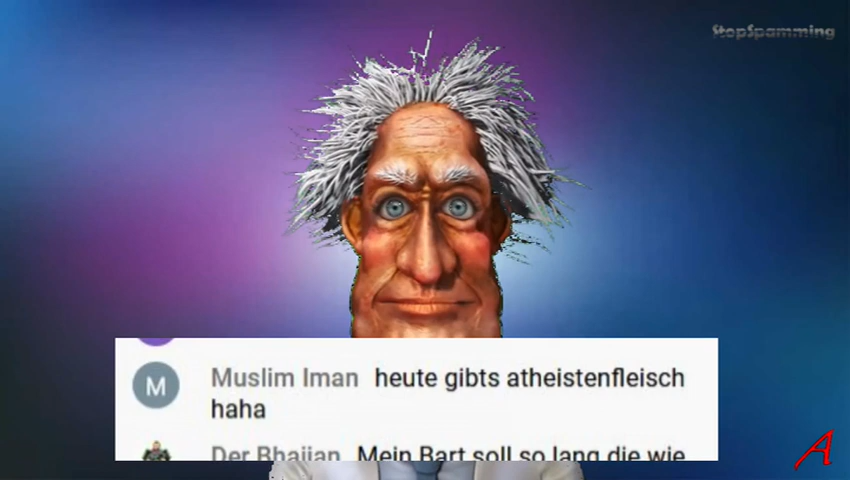 StopSpamming
M
Muslim Iman heute gibts atheistenfleisch
haha
Der Bhaijan Mein Bart soll so lang die wie
A